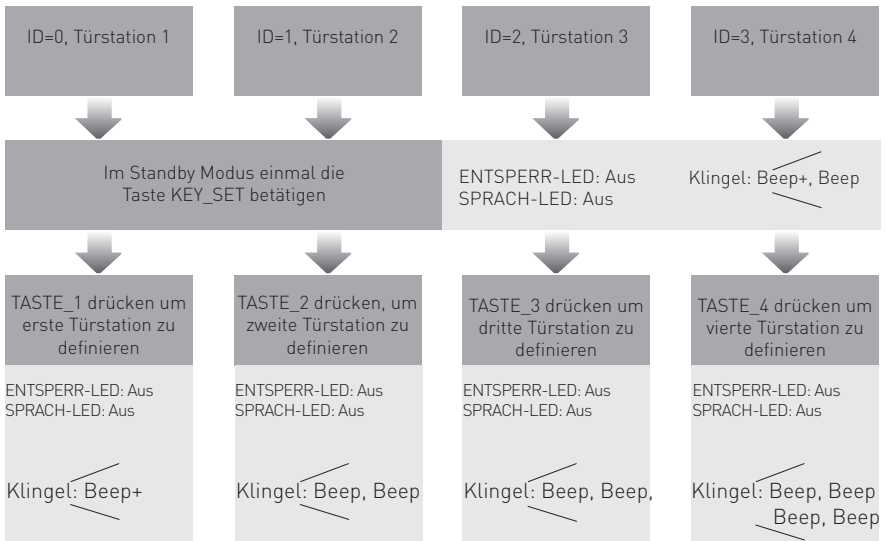 ID=0, Türstation 1
ID=1, Türstation 2
ID=2, Türstation 3
ID=3, Türstation 4
Im Standby Modus einmal die
Taste KEY_SET betätigen
ENTSPERR-LED: Aus
SPRACH-LED: Aus
Klingel: Beep+, Beep
TASTE_1 drücken um
erste Türstation zu
definieren
TASTE_2 drücken, um
zweite Türstation zu
definieren
TASTE_3 drücken um
dritte Türstation zu
definieren
TASTE_4 drücken um
vierte Türstation zu
definieren
ENTSPERR-LED: Aus
SPRACH-LED: Aus
ENTSPERR-LED: Aus
SPRACH-LED: Aus
ENTSPERR-LED: Aus
SPRACH-LED: Aus
ENTSPERR-LED: Aus
SPRACH-LED: Aus
Klingel: Beep+
Klingel: Beep, Beep
Klingel: Beep, Beep,
Klingel: Beep, Beep
Beep, Beep